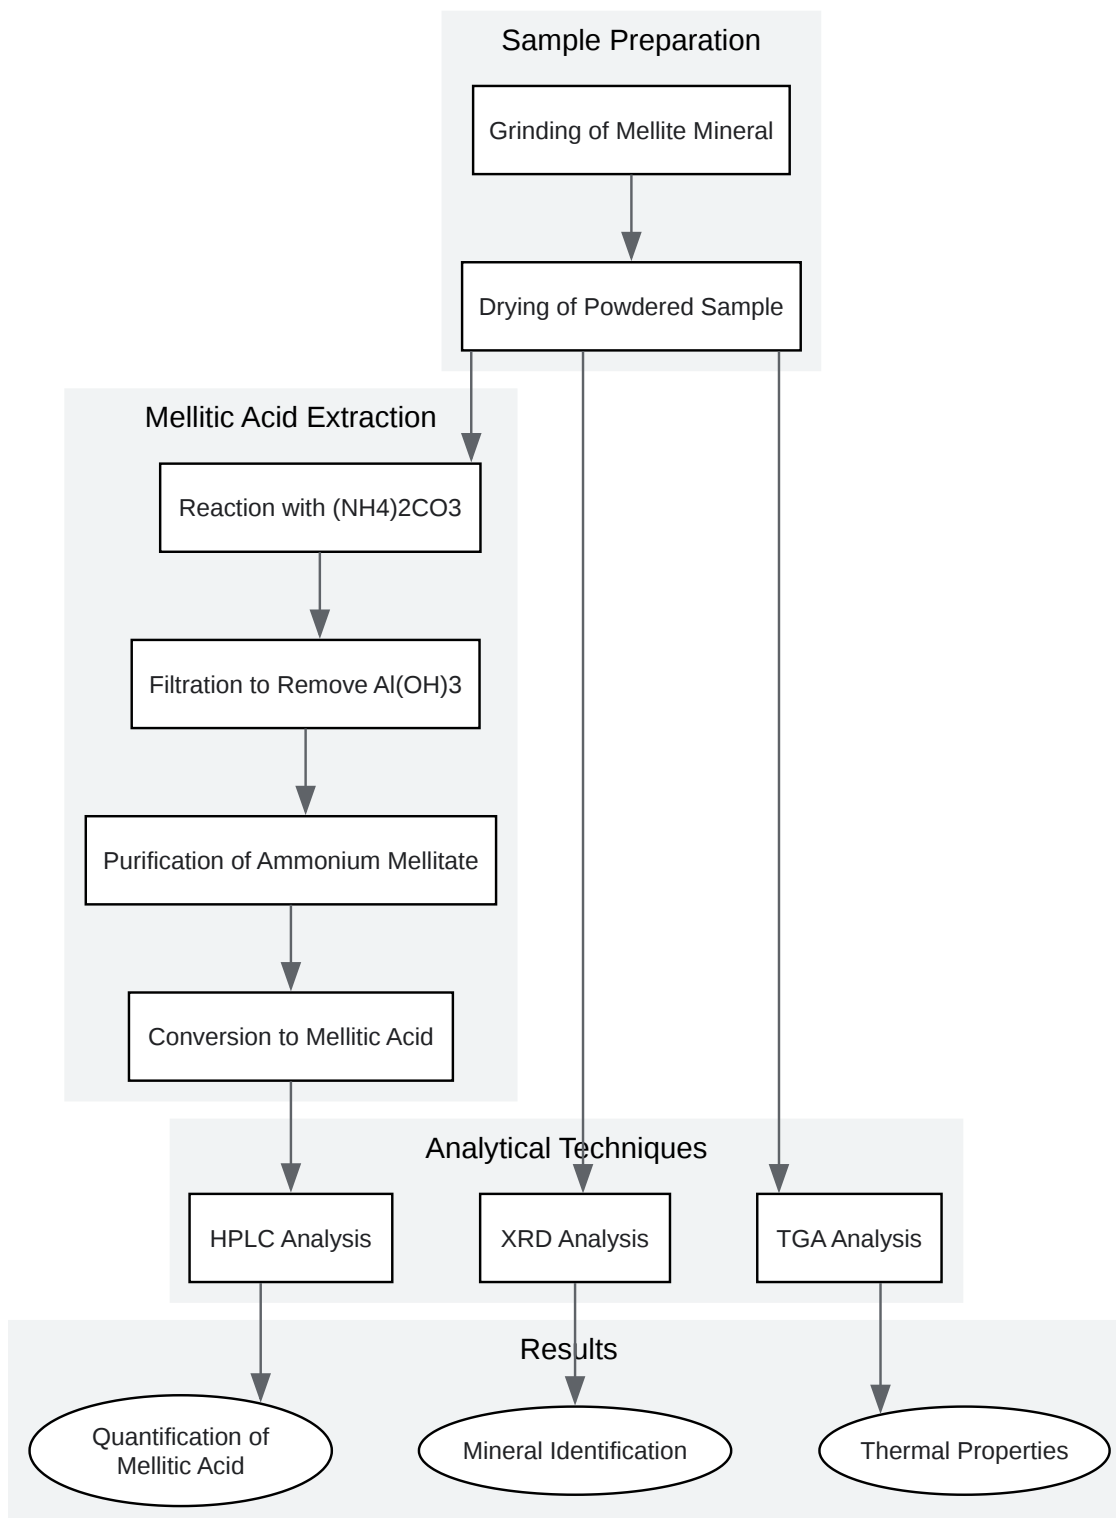 Sample Preparation
Grinding of Mellite Mineral
Drying of Powdered Sample
Mellitic Acid Extraction
Reaction with (NH4)2CO3
Filtration to Remove Al(OH)3
Purification of Ammonium Mellitate
Conversion to Mellitic Acid
Analytical Techniques
HPLC Analysis
XRD Analysis
TGA Analysis
Results
Quantification of
Mellitic Acid
Mineral Identification
Thermal Properties